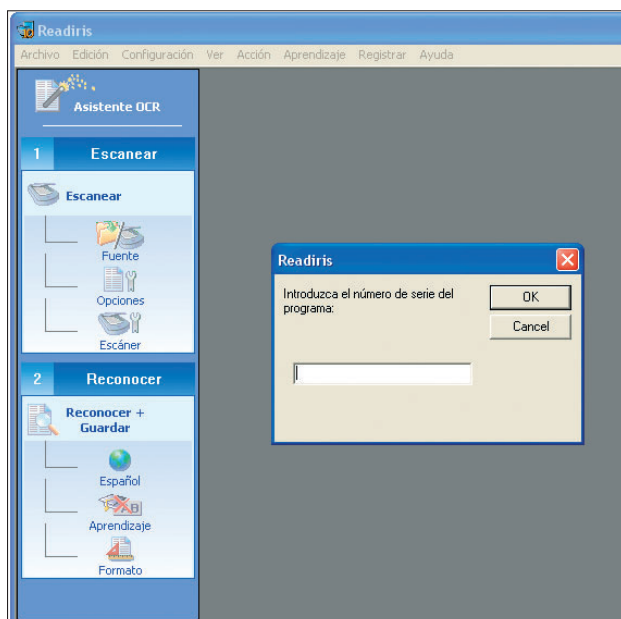 Readiris
Archivo Edición Configuración Ver Acción Aprendizaje Registrar Ayuda
Asistente OCR
1 Escanear
Escanear
Fuente
Opciones
Escáner
2 Reconocer
Reconocer +
Guardar
Español
B
Aprendizaje
Formato
Readiris
Introduzca el número de serie del
programa:
OK
Cancel